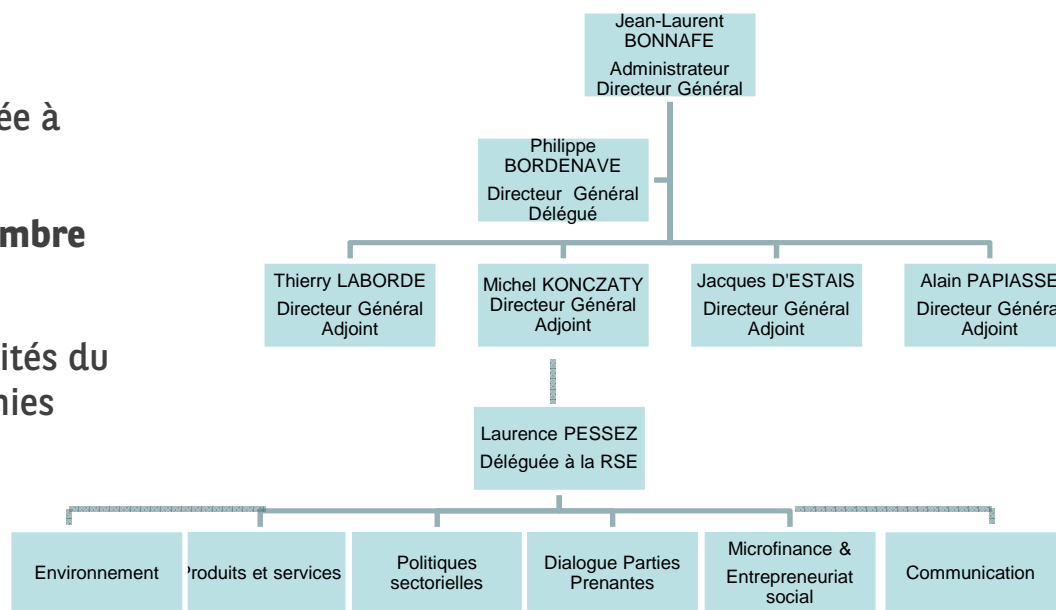 ée à
mbre
ités du
nies
Jean-Laurent
BONNAFE
Administrateur
Directeur Général
Philippe
BORDENAVE
Directeur Général
Délégué
Thierry LABORDE
Directeur Général
Adjoint
Michel KONCZATY
Directeur Général
Adjoint
Jacques D'ESTAIS
Directeur Général
Adjoint
Alain PAPIASSE
Directeur Généra
Adjoint
Laurence PESSEZ
Déléguée à la RSE
Environnement
Produits et services
Politiques
sectorielles
Dialogue Parties
Prenantes
Microfinance &
Entrepreneuriat
social
Communication